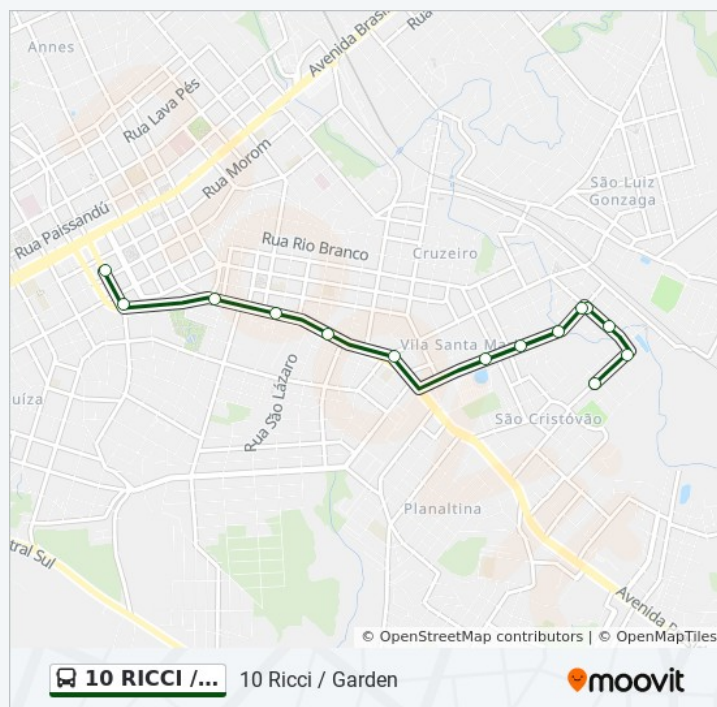 Annes
Avenida Brasi
Rua
Rua Lava Pés
Rua Morom
São Luiz
Gonzaga
Rua Paissandú
Rua Rio Branco
Cruzeiro
Vila Santa Ma
uíza
Rua São Lázaro
São Cristóvão
Planaltina
tral Sul
Avenida P
© OpenStreetMap contributors | © OpenMapTiles
10 RICCI /...
10 Ricci / Garden
moovit